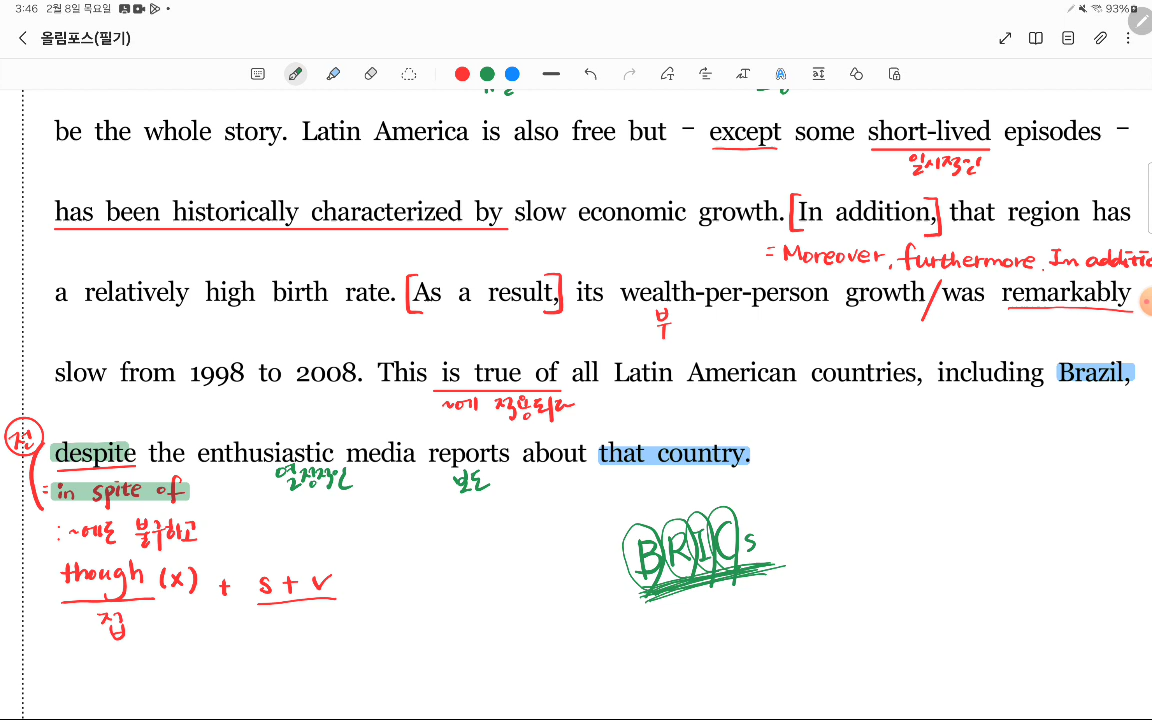 3:46 2월 8일 목요일
93%
올림포스(필기)
be the whole story. Latin America is also free but – except some short-lived episodes –
일시적인
has been historically characterized by slow economic growth. [In addition,] that region has
= Moreover, furthermore. In additi
a relatively high birth rate. [As a result,] its wealth-per-person growth / was remarkably
부
slow from 1998 to 2008. This is true of all Latin American countries, including Brazil,
~에 적용되다
전
despite the enthusiastic media reports about that country.
열정적인 보도
= in spite of
: ~에도 불구하고
though (x) + s + v
접
BRICs